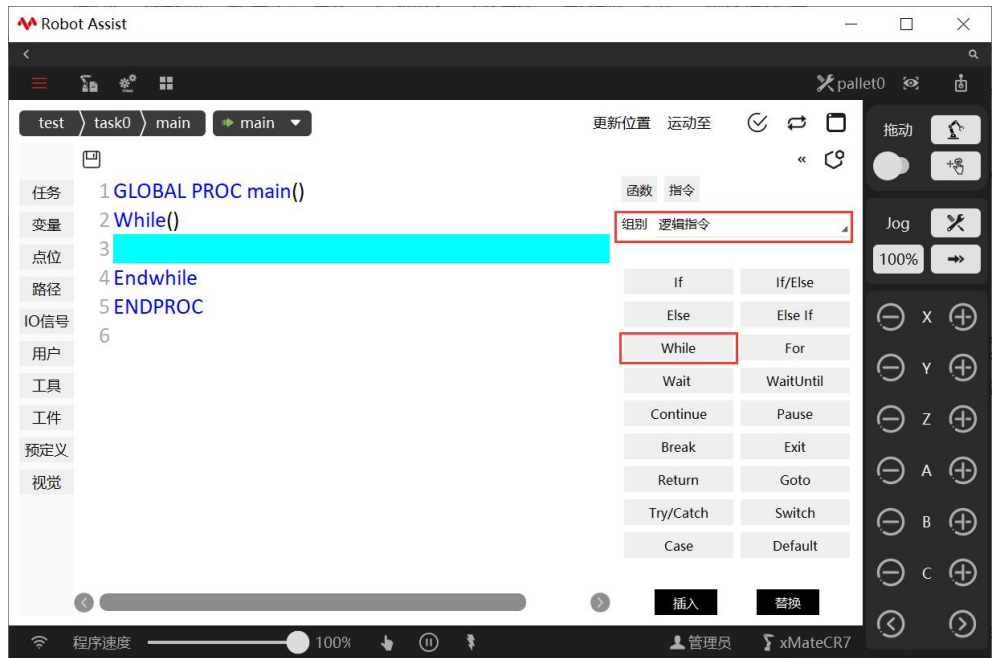 Robot Assist
pallet0
test task0 main main
更新位置 运动至
拖动
任务
变量
点位
路径
IO信号
用户
工具
工件
预定义
视觉
1 GLOBAL PROC main()
2 While()
3
4 Endwhile
5 ENDPROC
6
函数 指令
组别 逻辑指令
If If/Else
Else Else If
While For
Wait WaitUntil
Continue Pause
Break Exit
Return Goto
Try/Catch Switch
Case Default
插入 替换
Jog
100%
X
Y
Z
A
B
C
程序速度 100% 管理员 xMateCR7